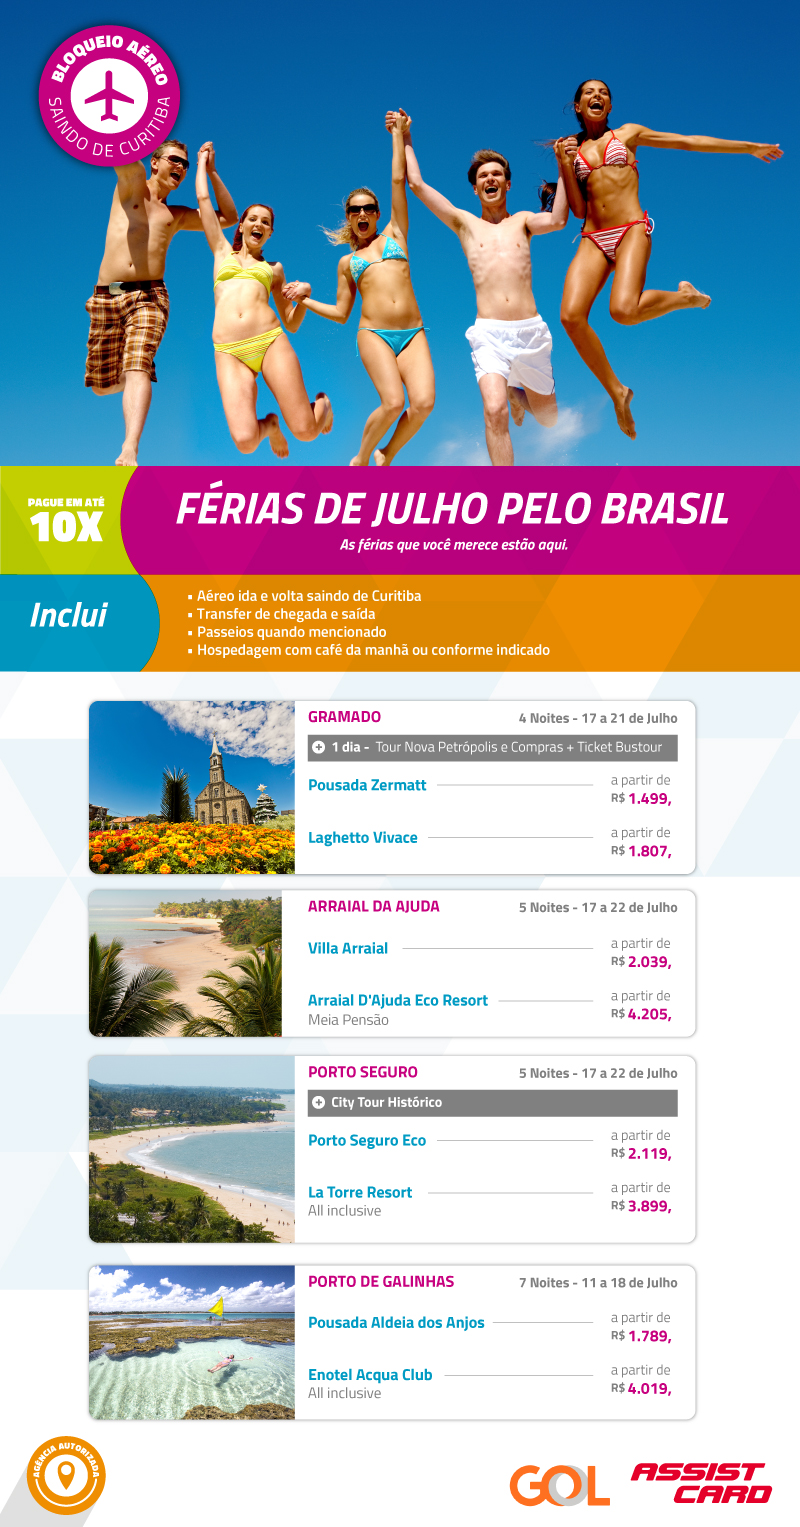 BLOQUEIO AÉREO
SAINDO DE CURITIBA
PAGUE EM ATÉ
10X
FÉRIAS DE JULHO PELO BRASIL
As férias que você merece estão aqui.
Inclui
• Aéreo ida e volta saindo de Curitiba
• Transfer de chegada e saída
• Passeios quando mencionado
• Hospedagem com café da manhã ou conforme indicado
GRAMADO 4 Noites - 17 a 21 de Julho
1 dia - Tour Nova Petrópolis e Compras + Ticket Bustour
Pousada Zermatt a partir de
R$ 1.499,
Laghetto Vivace a partir de
R$ 1.807,
ARRAIAL DA AJUDA 5 Noites - 17 a 22 de Julho
Villa Arraial a partir de
R$ 2.039,
Arraial D'Ajuda Eco Resort a partir de
Meia Pensão R$ 4.205,
PORTO SEGURO 5 Noites - 17 a 22 de Julho
City Tour Histórico
Porto Seguro Eco a partir de
R$ 2.119,
La Torre Resort a partir de
All inclusive R$ 3.899,
PORTO DE GALINHAS 7 Noites - 11 a 18 de Julho
Pousada Aldeia dos Anjos a partir de
R$ 1.789,
Enotel Acqua Club a partir de
All inclusive R$ 4.019,
AGÊNCIA AUTORIZADA
GOL
ASSIST
CARD